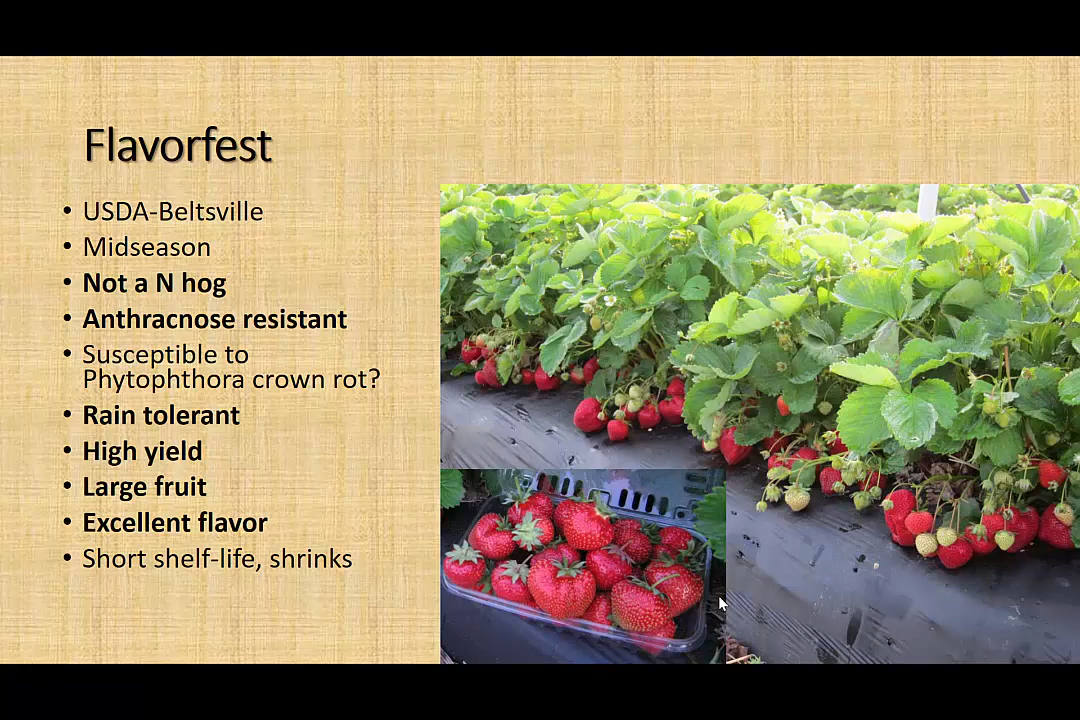 Flavorfest
• USDA-Beltsville
• Midseason
• Not a N hog
• Anthracnose resistant
• Susceptible to
Phytophthora crown rot?
• Rain tolerant
• High yield
• Large fruit
• Excellent flavor
• Short shelf-life, shrinks